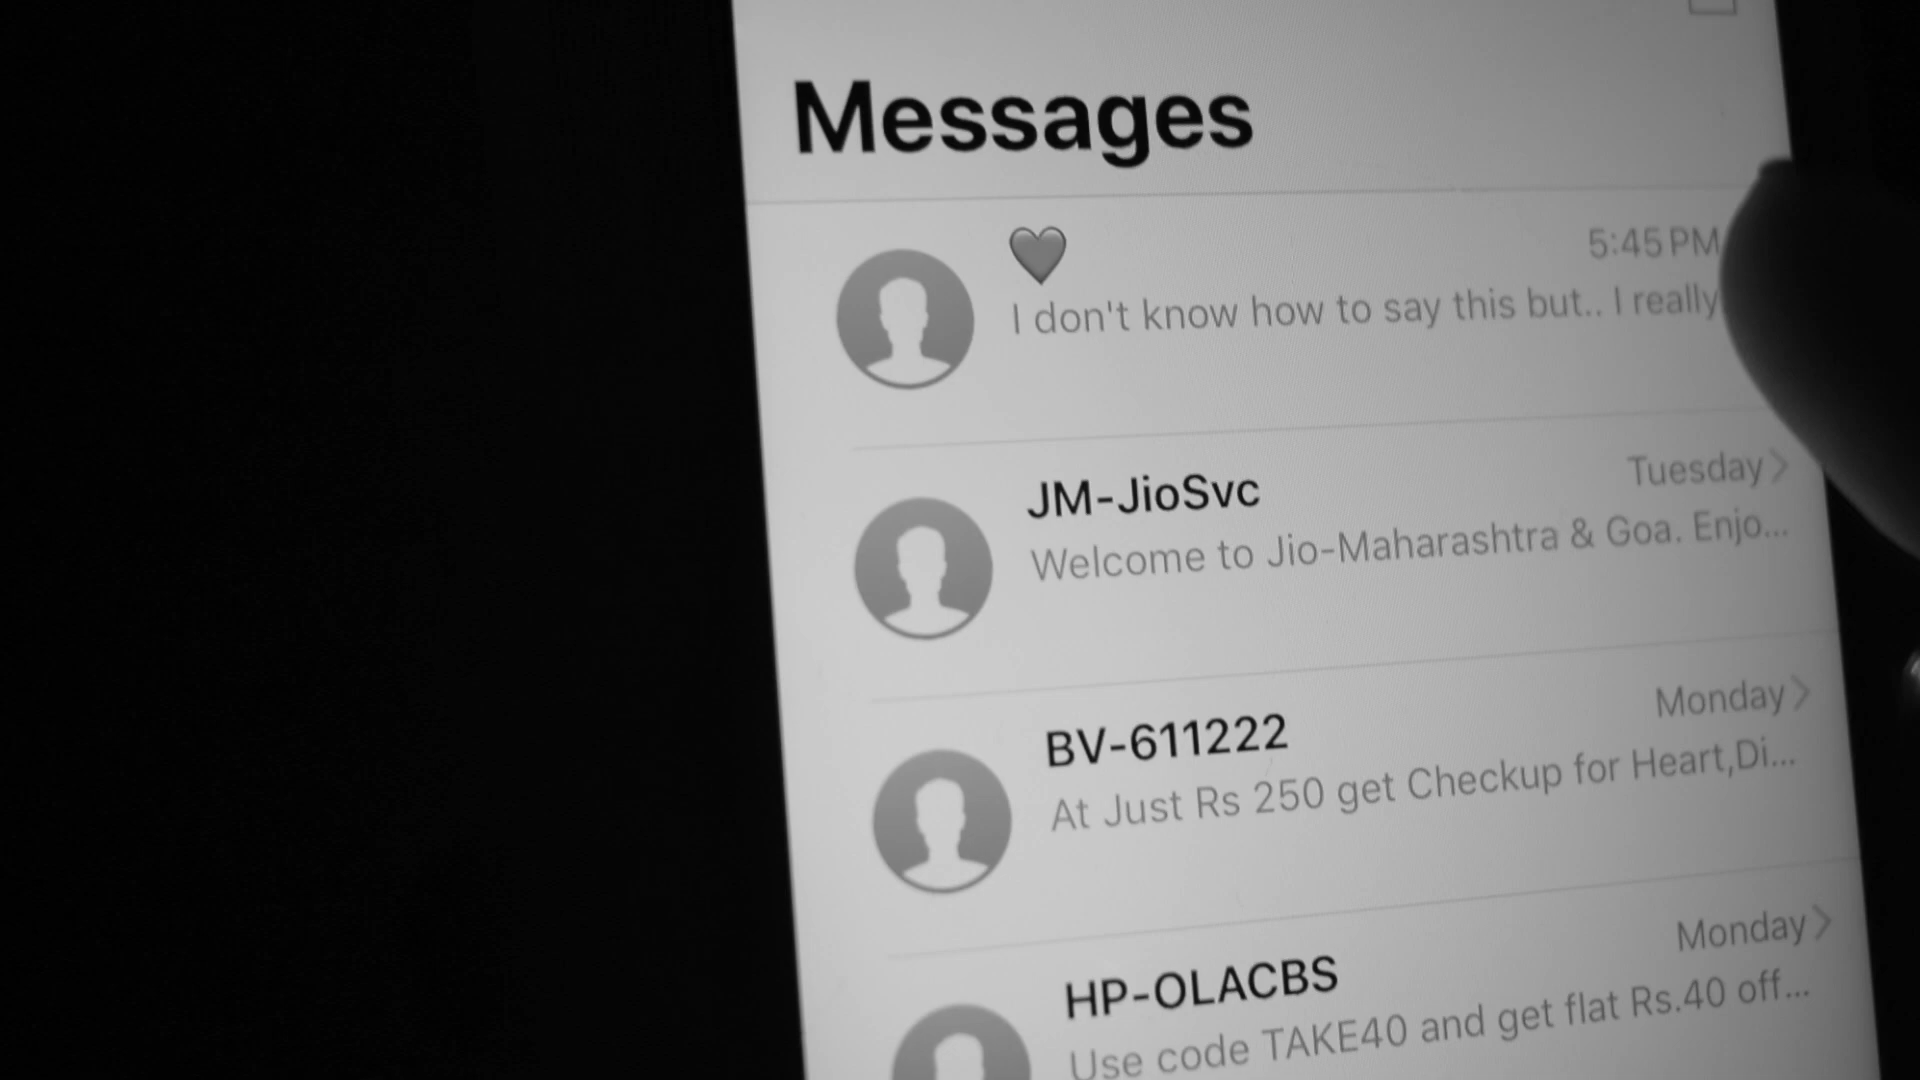 Messages
🖤 5:45 PM
I don't know how to say this but.. I really
JM-JioSvc Tuesday
Welcome to Jio-Maharashtra & Goa. Enjo...
BV-611222 Monday
At Just Rs 250 get Checkup for Heart,Di...
HP-OLACBS Monday
Use code TAKE40 and get flat Rs.40 off...